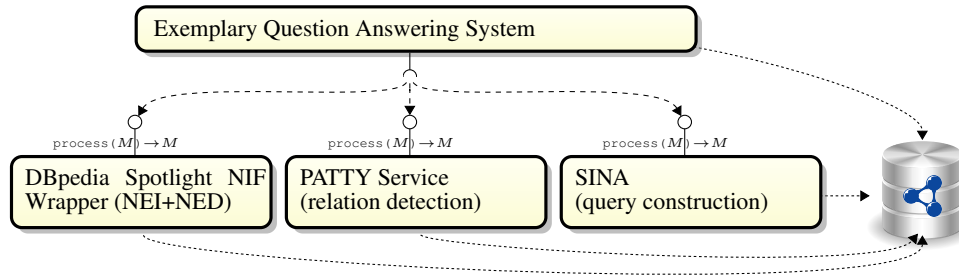 Exemplary Question Answering System
process(M)→M
process(M)→M
process(M)→M
DBpedia Spotlight NIF
Wrapper (NEI+NED)
PATTY Service
(relation detection)
SINA
(query construction)